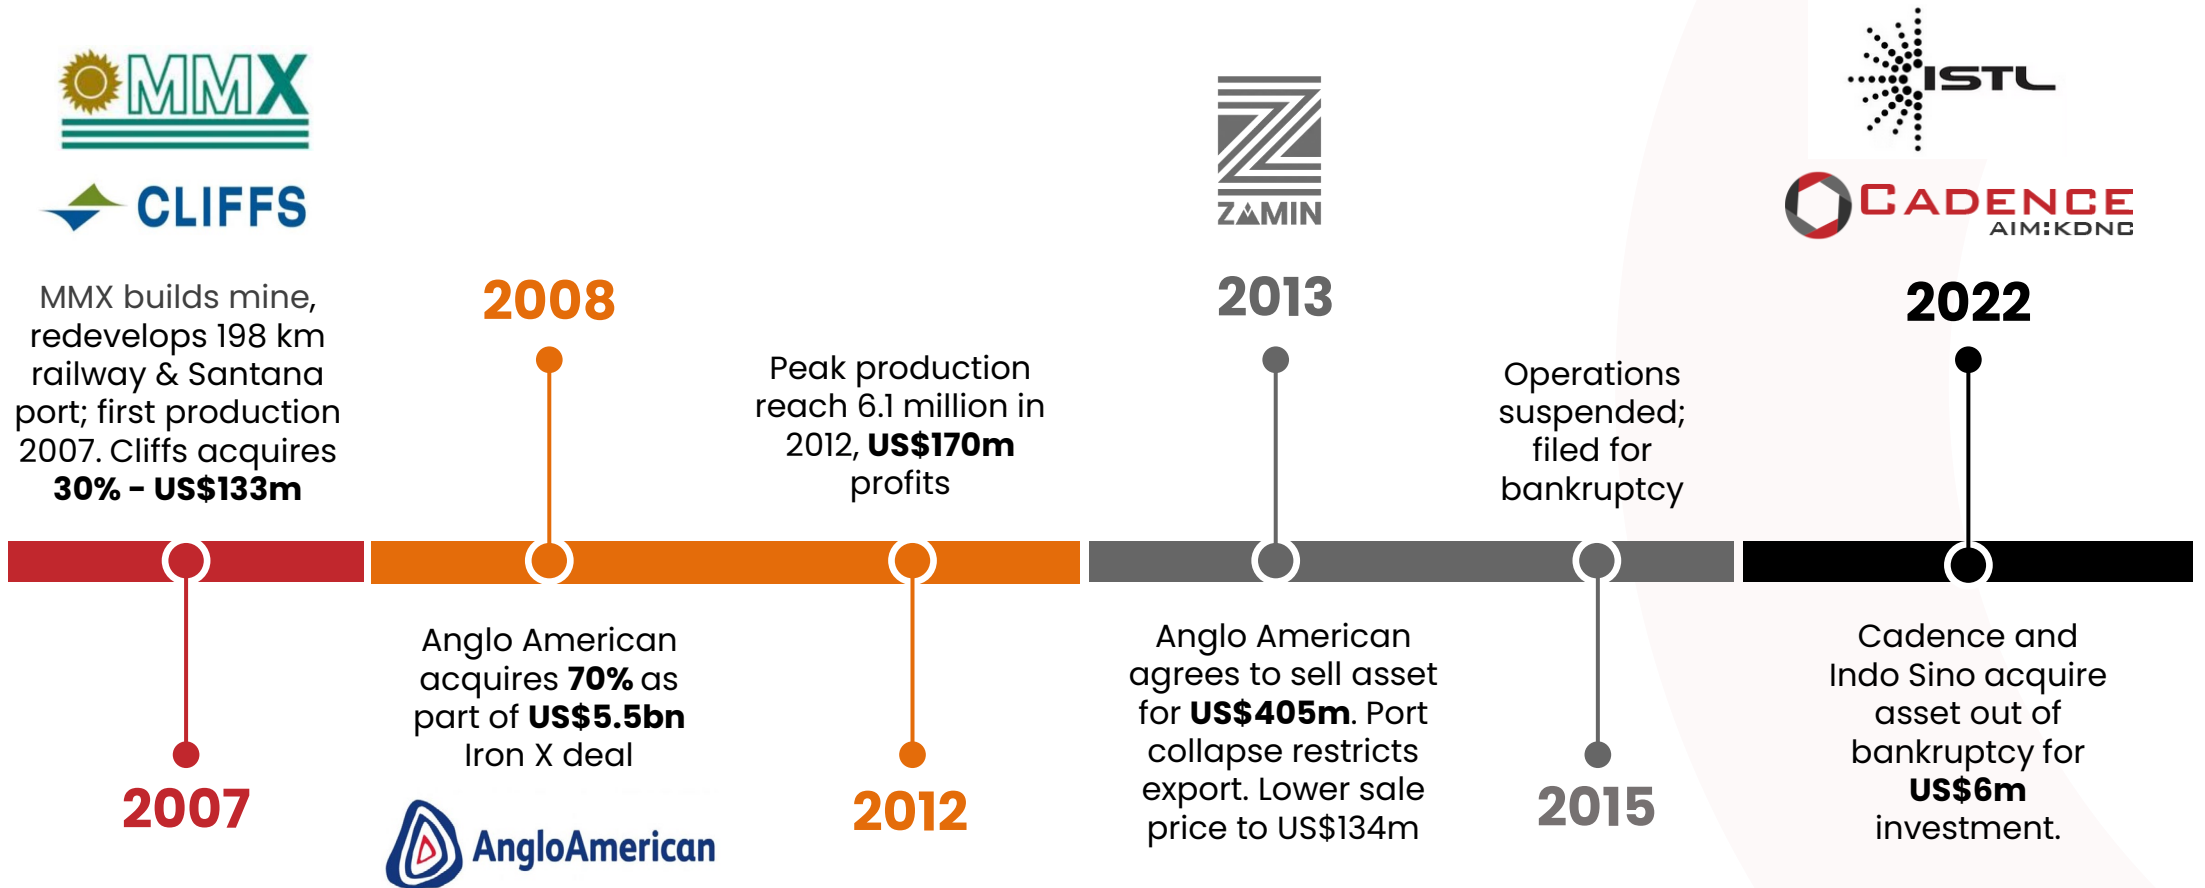 MMX
CLIFFS
MMX builds mine,
redevelops 198 km
railway & Santana
port; first production
2007. Cliffs acquires
30% - US$133m
2007
2008
Anglo American
acquires 70% as
part of US$5.5bn
Iron X deal
AngloAmerican
Peak production
reach 6.1 million in
2012, US$170m
profits
2012
ZAMIN
2013
Anglo American
agrees to sell asset
for US$405m. Port
collapse restricts
export. Lower sale
price to US$134m
Operations
suspended;
filed for
bankruptcy
2015
ISTL
CADENCE
AIM:KDNC
2022
Cadence and
Indo Sino acquire
asset out of
bankruptcy for
US$6m
investment.